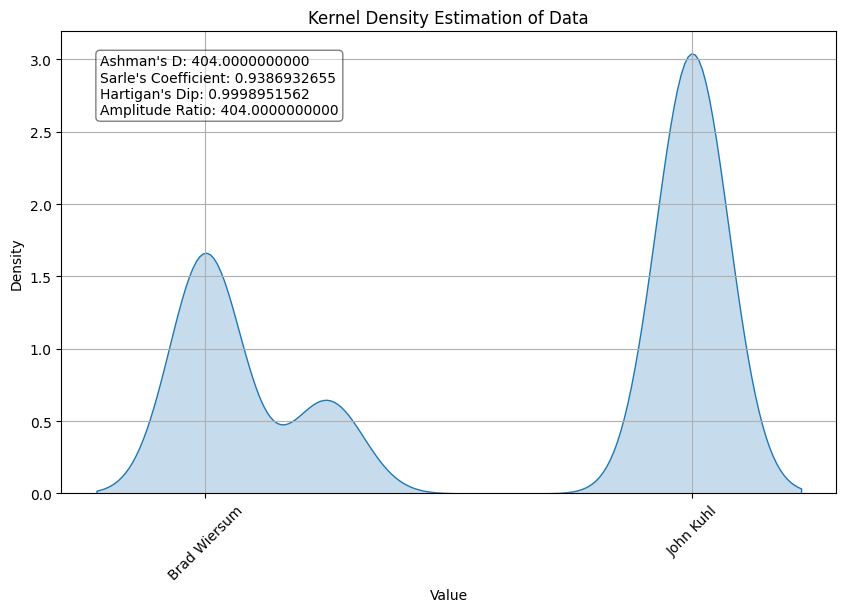 Kernel Density Estimation of Data
Ashman's D: 404.0000000000
Sarle's Coefficient: 0.9386932655
Hartigan's Dip: 0.9998951562
Amplitude Ratio: 404.0000000000
3.0
2.5
2.0
1.5
1.0
0.5
0.0
Density
Brad Wiersum
John Kuhl
Value